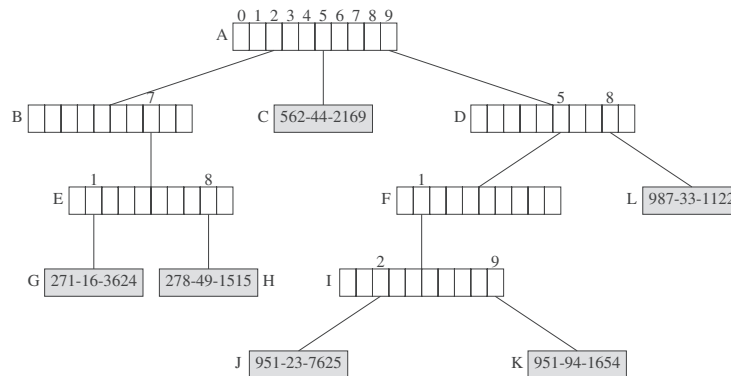 0 1 2 3 4 5 6 7 8 9
A
7
B
C 562-44-2169
5 8
D
1 8
E
1
F
L 987-33-1122
G 271-16-3624
278-49-1515 H
2 9
I
J 951-23-7625
K 951-94-1654